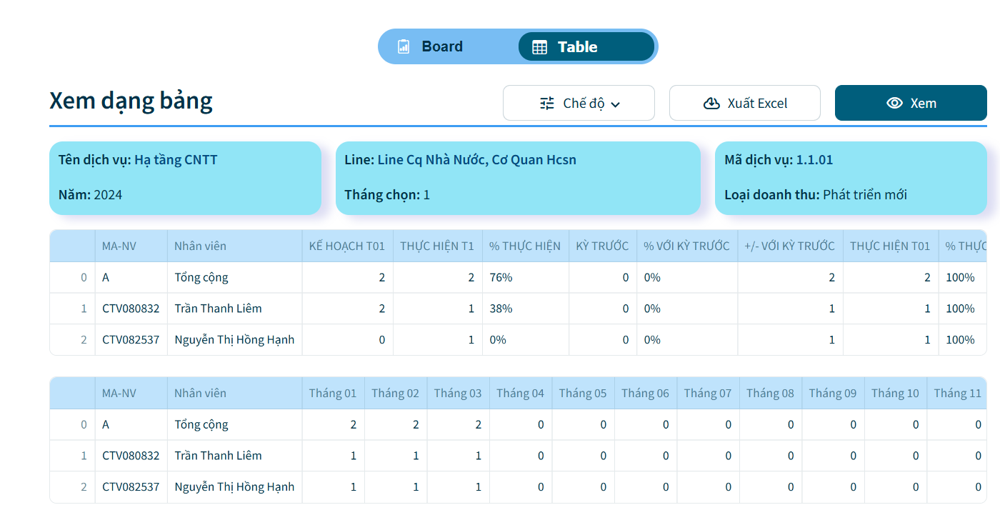 Board Table
Xem dạng bảng Chế độ Xuất Excel Xem
Tên dịch vụ: Hạ tầng CNTT
Năm: 2024
Line: Line Cq Nhà Nước, Cơ Quan Hcsn
Tháng chọn: 1
Mã dịch vụ: 1.1.01
Loại doanh thu: Phát triển mới
MA-NV Nhân viên KẾ HOẠCH T01 THỰC HIỆN T1 % THỰC HIỆN KỲ TRƯỚC % VỚI KỲ TRƯỚC +/- VỚI KỲ TRƯỚC THỰC HIỆN T01 % THỰC
0 A Tổng cộng 2 2 76% 0 0% 2 2 100%
1 CTV080832 Trần Thanh Liêm 2 1 38% 0 0% 1 1 100%
2 CTV082537 Nguyễn Thị Hồng Hạnh 0 1 0% 0 0% 1 1 100%
MA-NV Nhân viên Tháng 01 Tháng 02 Tháng 03 Tháng 04 Tháng 05 Tháng 06 Tháng 07 Tháng 08 Tháng 09 Tháng 10 Tháng 11
0 A Tổng cộng 2 2 2 0 0 0 0 0 0 0 0
1 CTV080832 Trần Thanh Liêm 1 1 1 0 0 0 0 0 0 0 0
2 CTV082537 Nguyễn Thị Hồng Hạnh 1 1 1 0 0 0 0 0 0 0 0